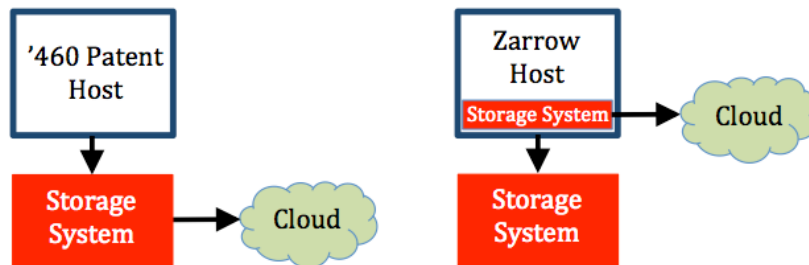 ’460 Patent
Host
Storage
System
Cloud
Zarrow
Host
Storage System
Cloud
Storage
System